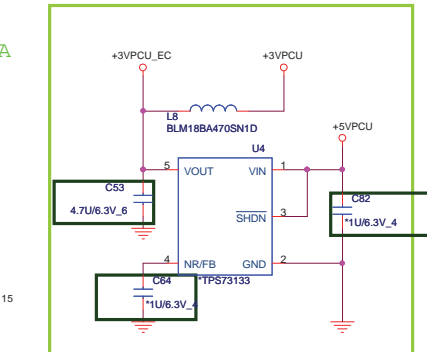 A
+3VPCU_EC
+3VPCU
L8
BLM18BA470SN1D
+5VPCU
U4
5
VOUT
VIN
1
C53
4.7U/6.3V_6
SHDN
3
C82
*1U/6.3V_4
4
NR/FB
GND
2
*TPS73133
C64
*1U/6.3V_4
15